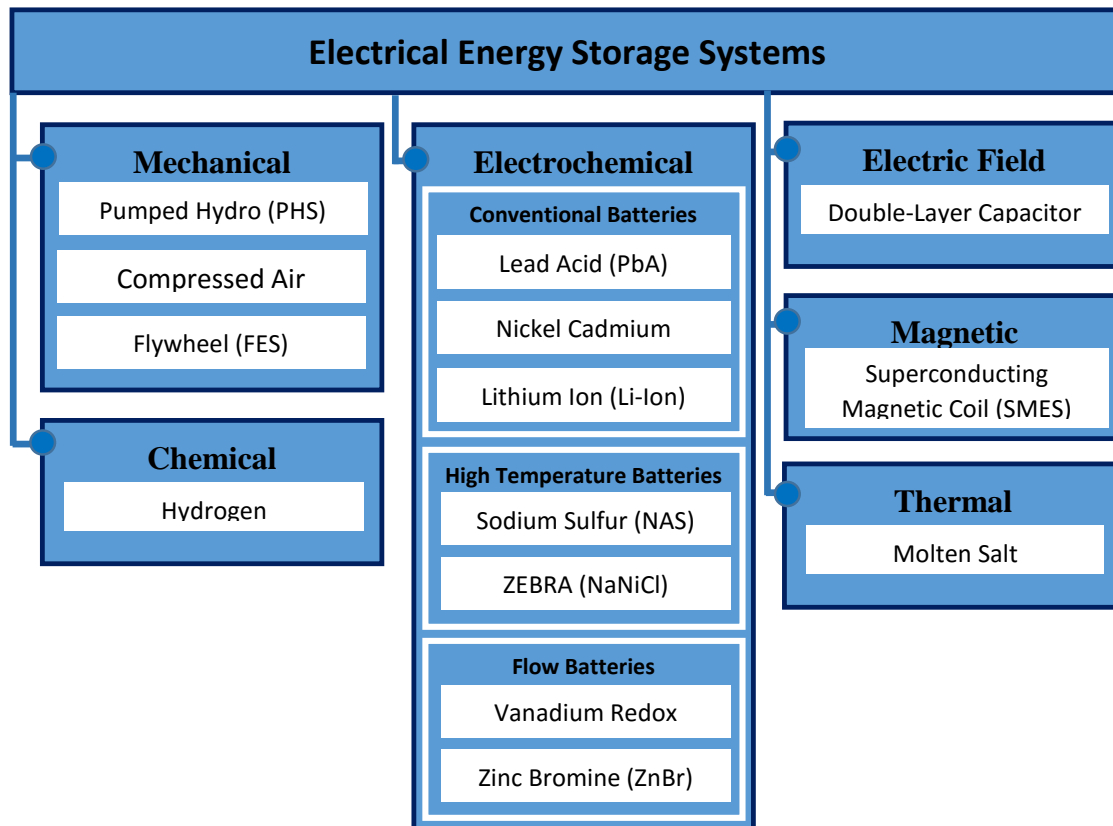 Electrical Energy Storage Systems
Mechanical
Pumped Hydro (PHS)
Compressed Air
Flywheel (FES)
Chemical
Hydrogen
Electrochemical
Conventional Batteries
Lead Acid (PbA)
Nickel Cadmium
Lithium Ion (Li-Ion)
High Temperature Batteries
Sodium Sulfur (NAS)
ZEBRA (NaNiCl)
Flow Batteries
Vanadium Redox
Zinc Bromine (ZnBr)
Electric Field
Double-Layer Capacitor
Magnetic
Superconducting
Magnetic Coil (SMES)
Thermal
Molten Salt